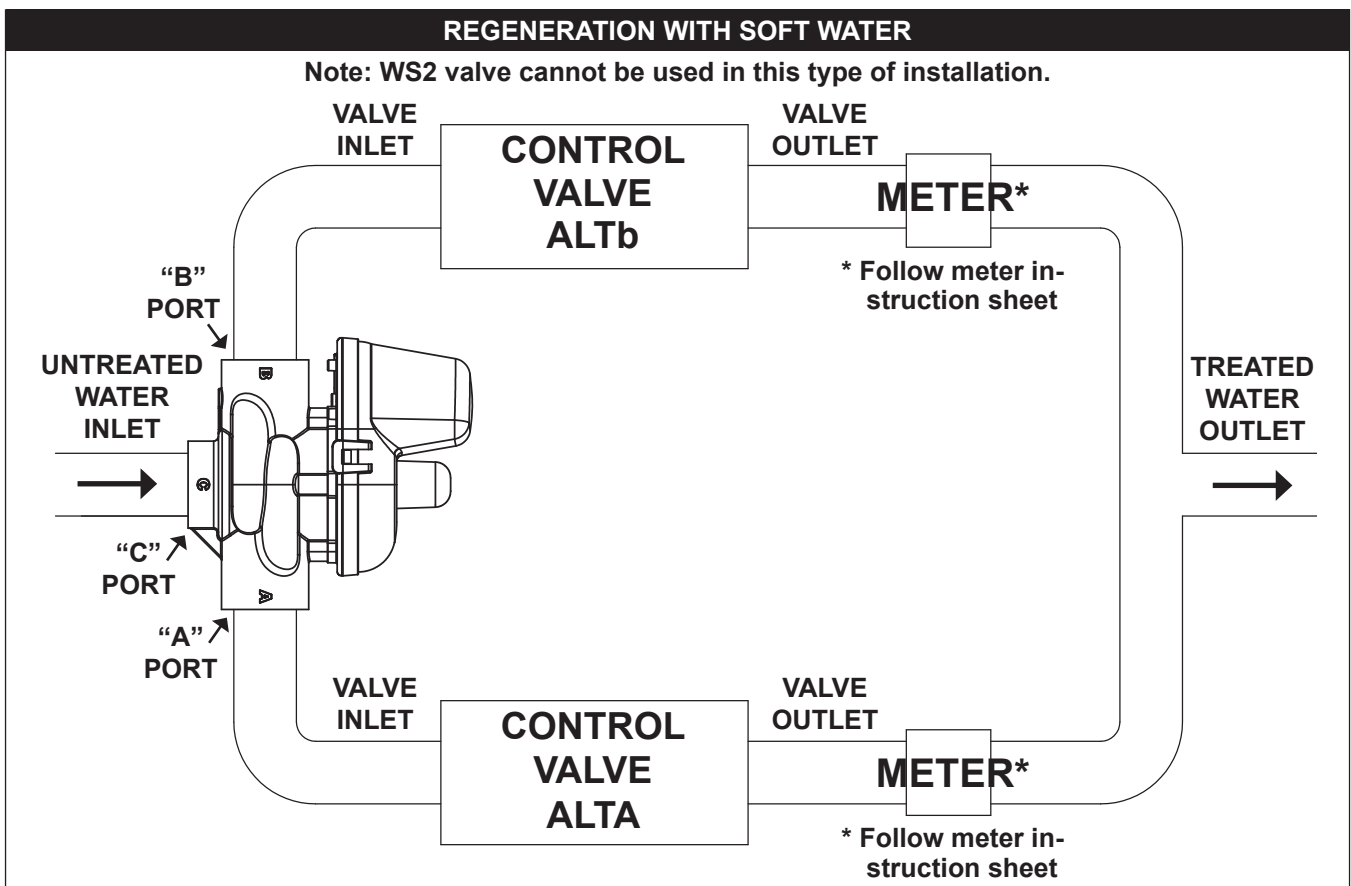 REGENERATION WITH SOFT WATER
Note: WS2 valve cannot be used in this type of installation.
VALVE
INLET
CONTROL
VALVE
ALTb
VALVE
OUTLET
METER*
* Follow meter in-
struction sheet
“B”
PORT
UNTREATED
WATER
INLET
B
C
A
“C”
PORT
“A”
PORT
TREATED
WATER
OUTLET
VALVE
INLET
CONTROL
VALVE
ALTA
VALVE
OUTLET
METER*
* Follow meter in-
struction sheet